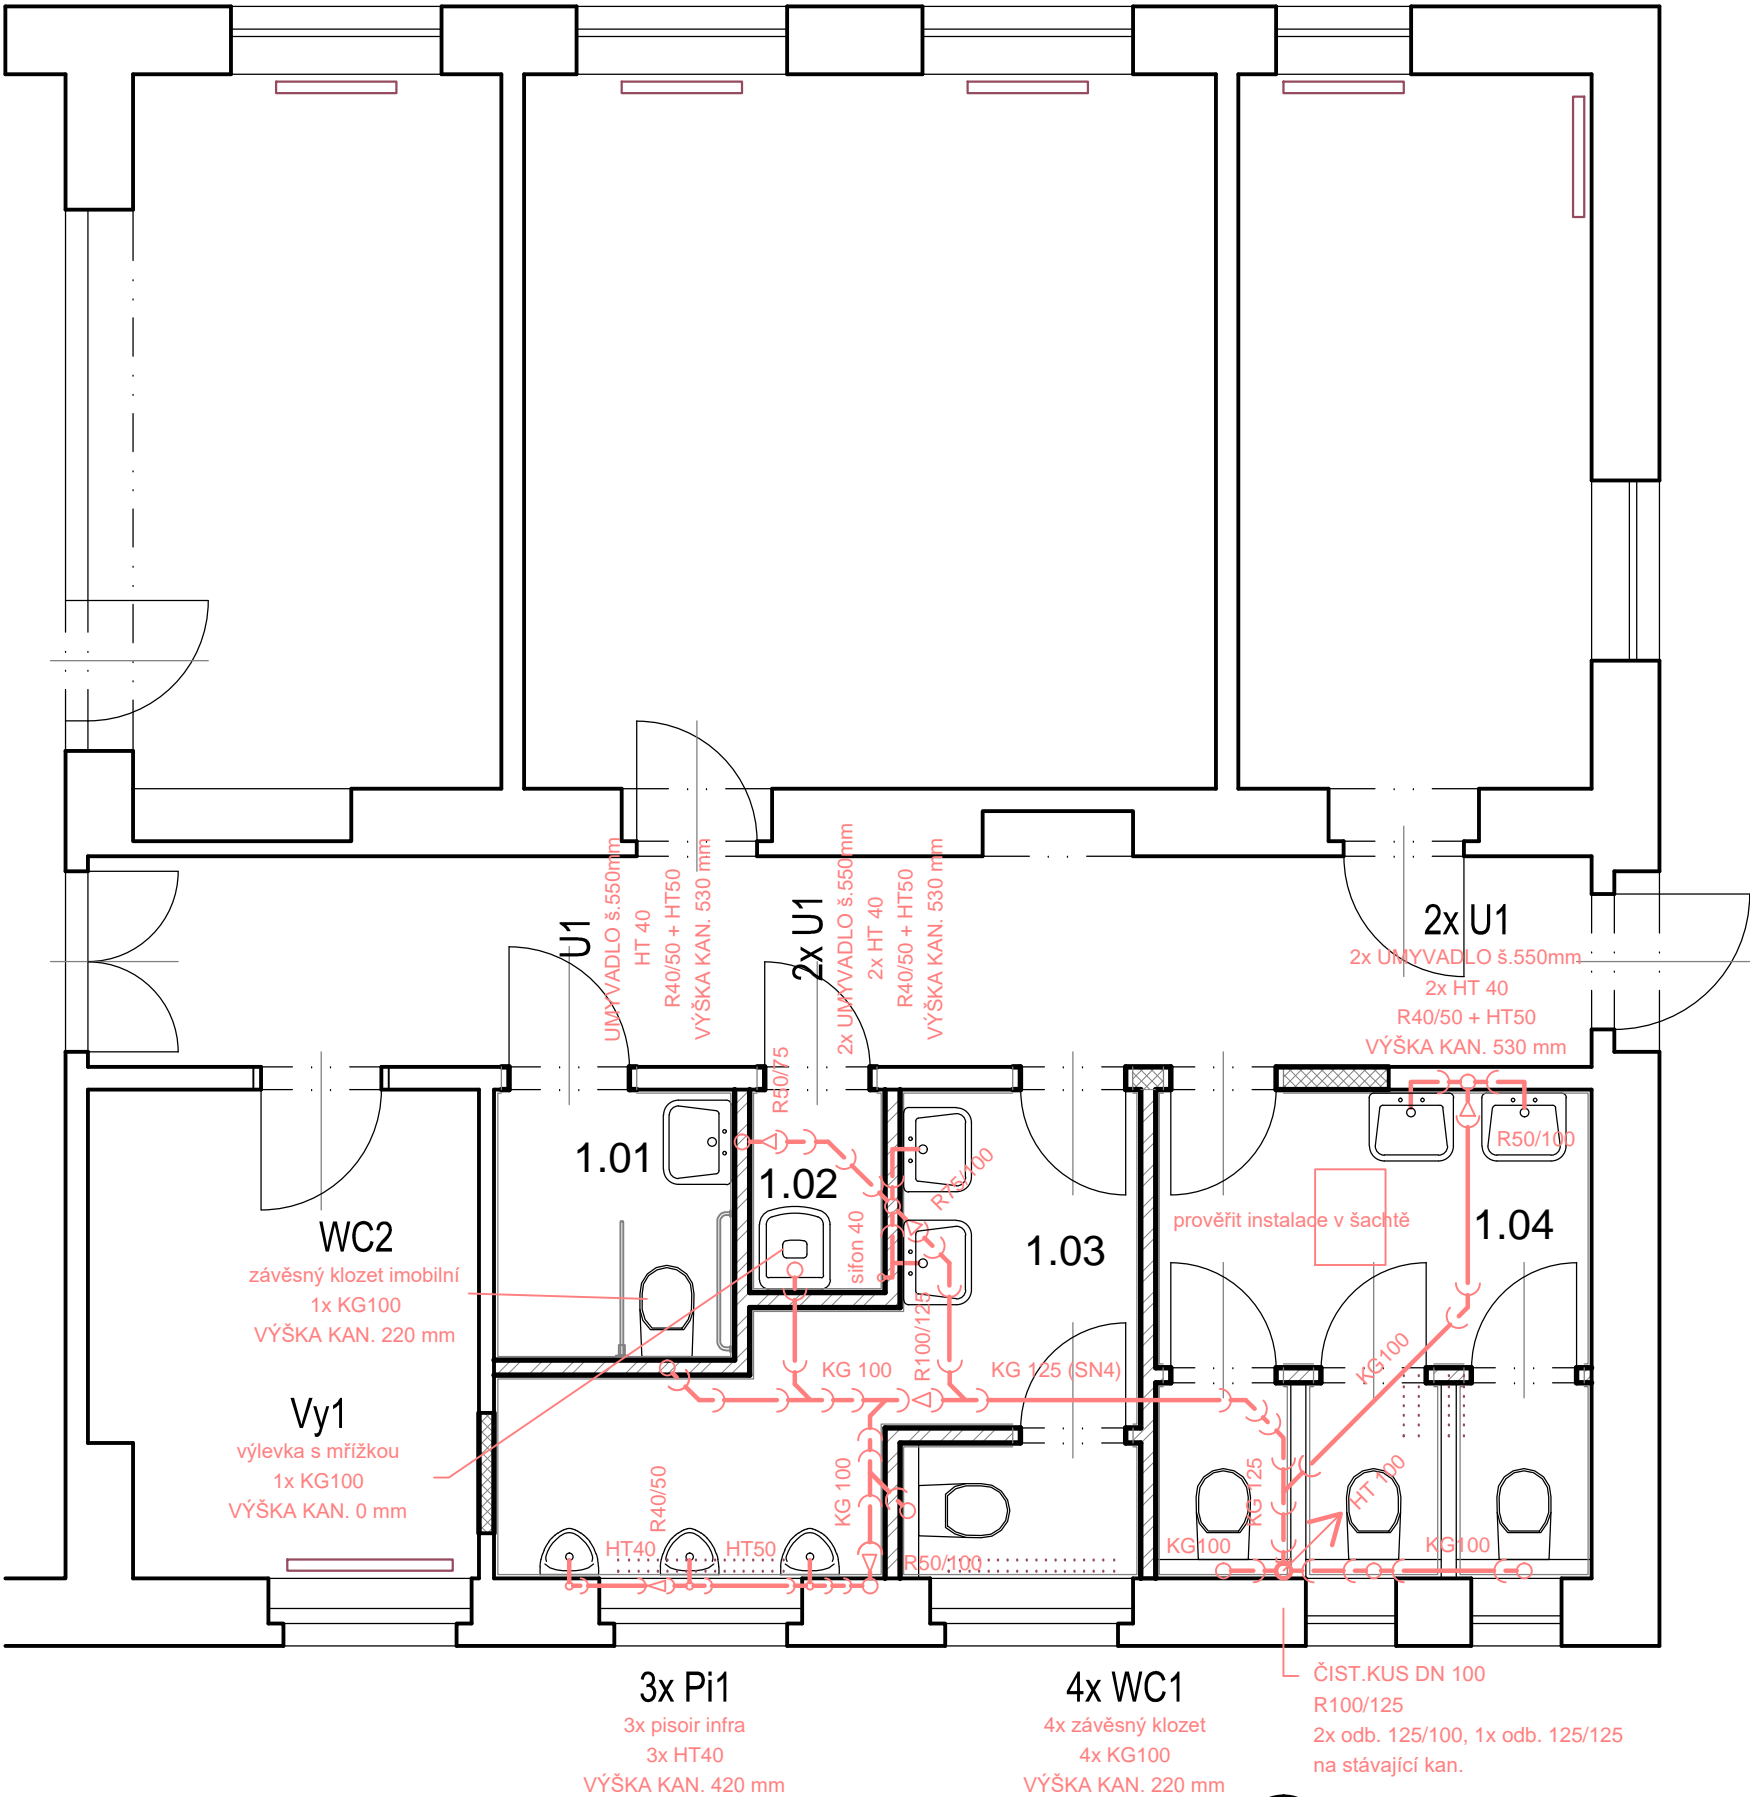 U1
UMYVADLO š.550mm
HT 40
R40/50 + HT50
VÝŠKA KAN. 530 mm
2x U1
2x UMYVADLO š.550mm
2x HT 40
R40/50 + HT50
VÝŠKA KAN. 530 mm
2x U1
2x UMYVADLO š.550mm
2x HT 40
R40/50 + HT50
VÝŠKA KAN. 530 mm
R50/75
R50/100
1.01
1.02
R75/100
sifon 40
1.03
prověřit instalace v šachtě
1.04
WC2
závěsný klozet imobilní
1x KG100
VÝŠKA KAN. 220 mm
R100/125
KG 100
KG 125 (SN4)
KG100
Vy1
výlevka s mřížkou
1x KG100
VÝŠKA KAN. 0 mm
R40/50
KG 100
KG 125
HT 100
HT40
HT50
R50/100
KG100
KG100
3x Pi1
3x pisoir infra
3x HT40
VÝŠKA KAN. 420 mm
4x WC1
4x závěsný klozet
4x KG100
VÝŠKA KAN. 220 mm
ČIST.KUS DN 100
R100/125
2x odb. 125/100, 1x odb. 125/125
na stávající kan.